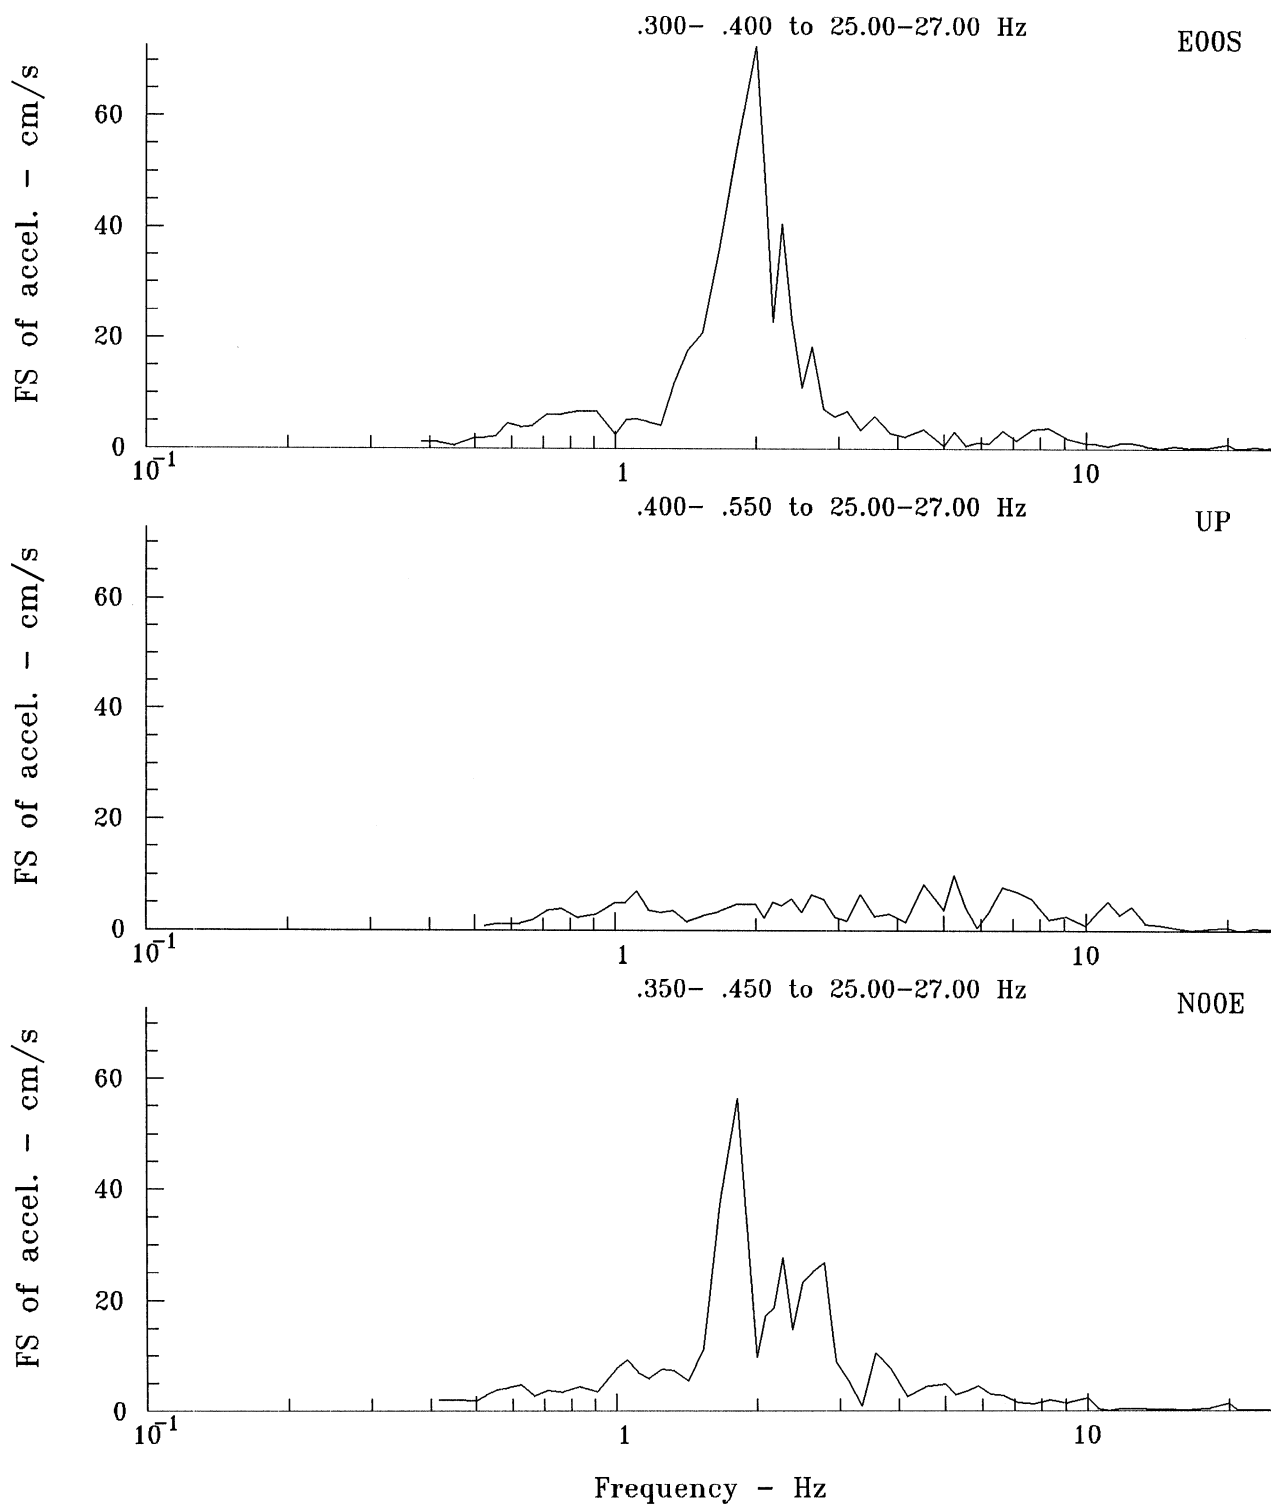 .300– .400 to 25.00–27.00 Hz
E00S
FS of accel. – cm/s
60
40
20
0
10⁻¹
1
10
.400– .550 to 25.00–27.00 Hz
UP
FS of accel. – cm/s
60
40
20
0
10⁻¹
1
10
.350– .450 to 25.00–27.00 Hz
N00E
FS of accel. – cm/s
60
40
20
0
10⁻¹
1
10
Frequency – Hz